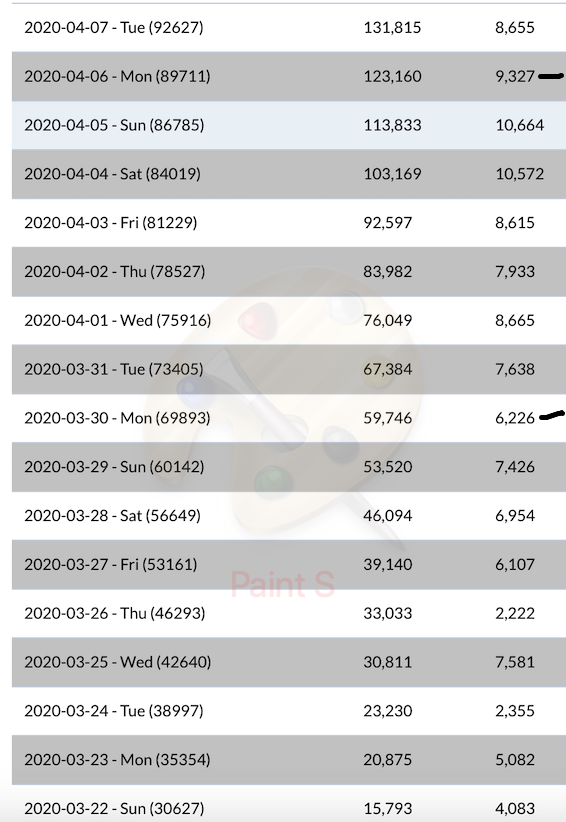 2020-04-07 - Tue (92627) 131,815 8,655
2020-04-06 - Mon (89711) 123,160 9,327
2020-04-05 - Sun (86785) 113,833 10,664
2020-04-04 - Sat (84019) 103,169 10,572
2020-04-03 - Fri (81229) 92,597 8,615
2020-04-02 - Thu (78527) 83,982 7,933
2020-04-01 - Wed (75916) 76,049 8,665
2020-03-31 - Tue (73405) 67,384 7,638
2020-03-30 - Mon (69893) 59,746 6,226
2020-03-29 - Sun (60142) 53,520 7,426
2020-03-28 - Sat (56649) 46,094 6,954
2020-03-27 - Fri (53161) 39,140 6,107
Paint S
2020-03-26 - Thu (46293) 33,033 2,222
2020-03-25 - Wed (42640) 30,811 7,581
2020-03-24 - Tue (38997) 23,230 2,355
2020-03-23 - Mon (35354) 20,875 5,082
2020-03-22 - Sun (30627) 15,793 4,083